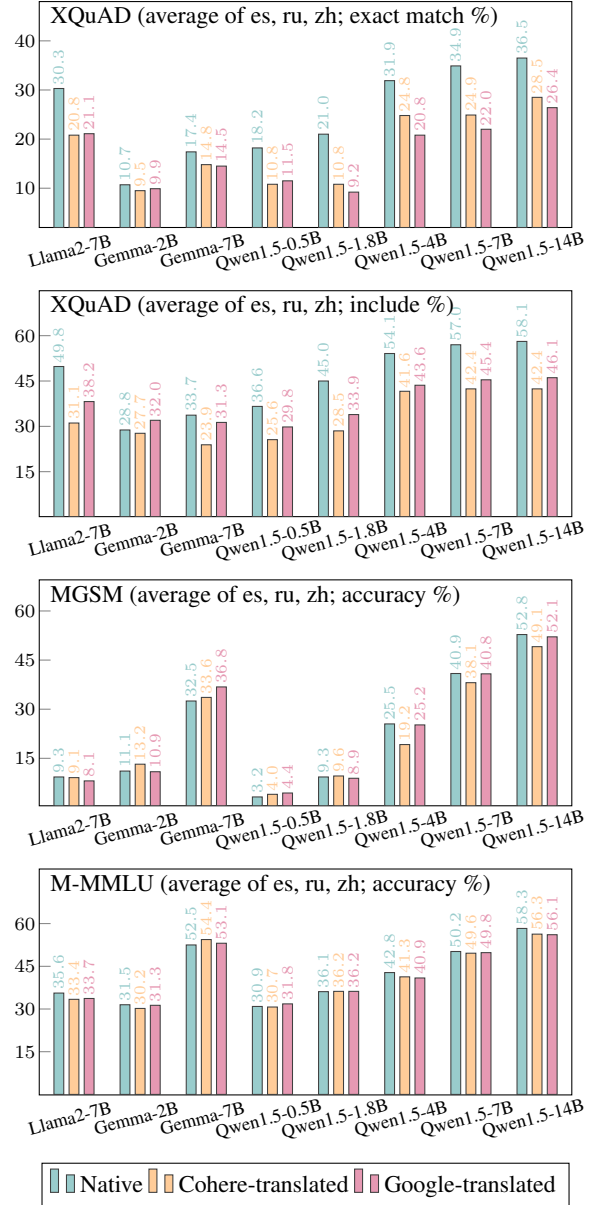 XQuAD (average of es, ru, zh; exact match %)
40
30
20
10
30.3 20.8 21.1
10.7 9.5 9.9
17.4 14.8 14.5
18.2 10.8 11.5
21.0 10.8 9.2
31.9 24.8 20.8
34.9 24.9 22.0
36.5 28.5 26.4
Llama2-7B Gemma-2B Gemma-7B Qwen1.5-0.5B Qwen1.5-1.8B Qwen1.5-4B Qwen1.5-7B Qwen1.5-14B
XQuAD (average of es, ru, zh; include %)
60
45
30
15
49.8 31.1 38.2
28.8 27.7 32.0
33.7 23.9 31.3
36.6 25.6 29.8
45.0 28.5 33.9
54.1 41.6 43.6
57.0 42.4 45.4
58.1 42.4 46.1
Llama2-7B Gemma-2B Gemma-7B Qwen1.5-0.5B Qwen1.5-1.8B Qwen1.5-4B Qwen1.5-7B Qwen1.5-14B
MGSM (average of es, ru, zh; accuracy %)
60
45
30
15
9.3 9.1 8.1
11.1 13.2 10.9
32.5 33.6 36.8
3.2 4.0 4.4
9.3 9.6 8.9
25.5 19.2 25.2
40.9 38.1 40.8
52.8 49.1 52.1
Llama2-7B Gemma-2B Gemma-7B Qwen1.5-0.5B Qwen1.5-1.8B Qwen1.5-4B Qwen1.5-7B Qwen1.5-14B
M-MMLU (average of es, ru, zh; accuracy %)
60
45
30
15
35.6 33.4 33.7
31.5 30.2 31.3
52.5 54.4 53.1
30.9 30.7 31.8
36.1 36.2 36.2
42.8 41.3 40.9
50.2 49.6 49.8
58.3 56.3 56.1
Llama2-7B Gemma-2B Gemma-7B Qwen1.5-0.5B Qwen1.5-1.8B Qwen1.5-4B Qwen1.5-7B Qwen1.5-14B
Native Cohere-translated Google-translated